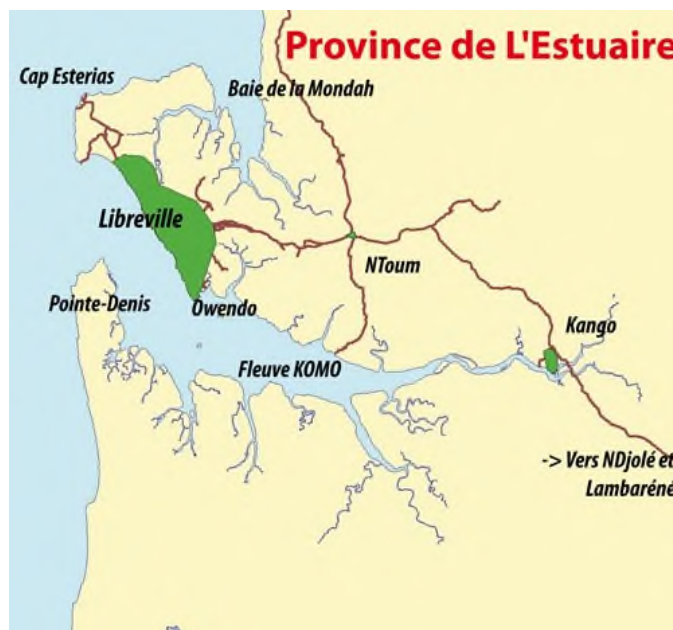 Province de L'Estuaire
Cap Esterias
Baie de la Mondah
Libreville
NToum
Pointe-Denis
Owendo
Kango
Fleuve KOMO
-> Vers NDjolé et
Lambaréné